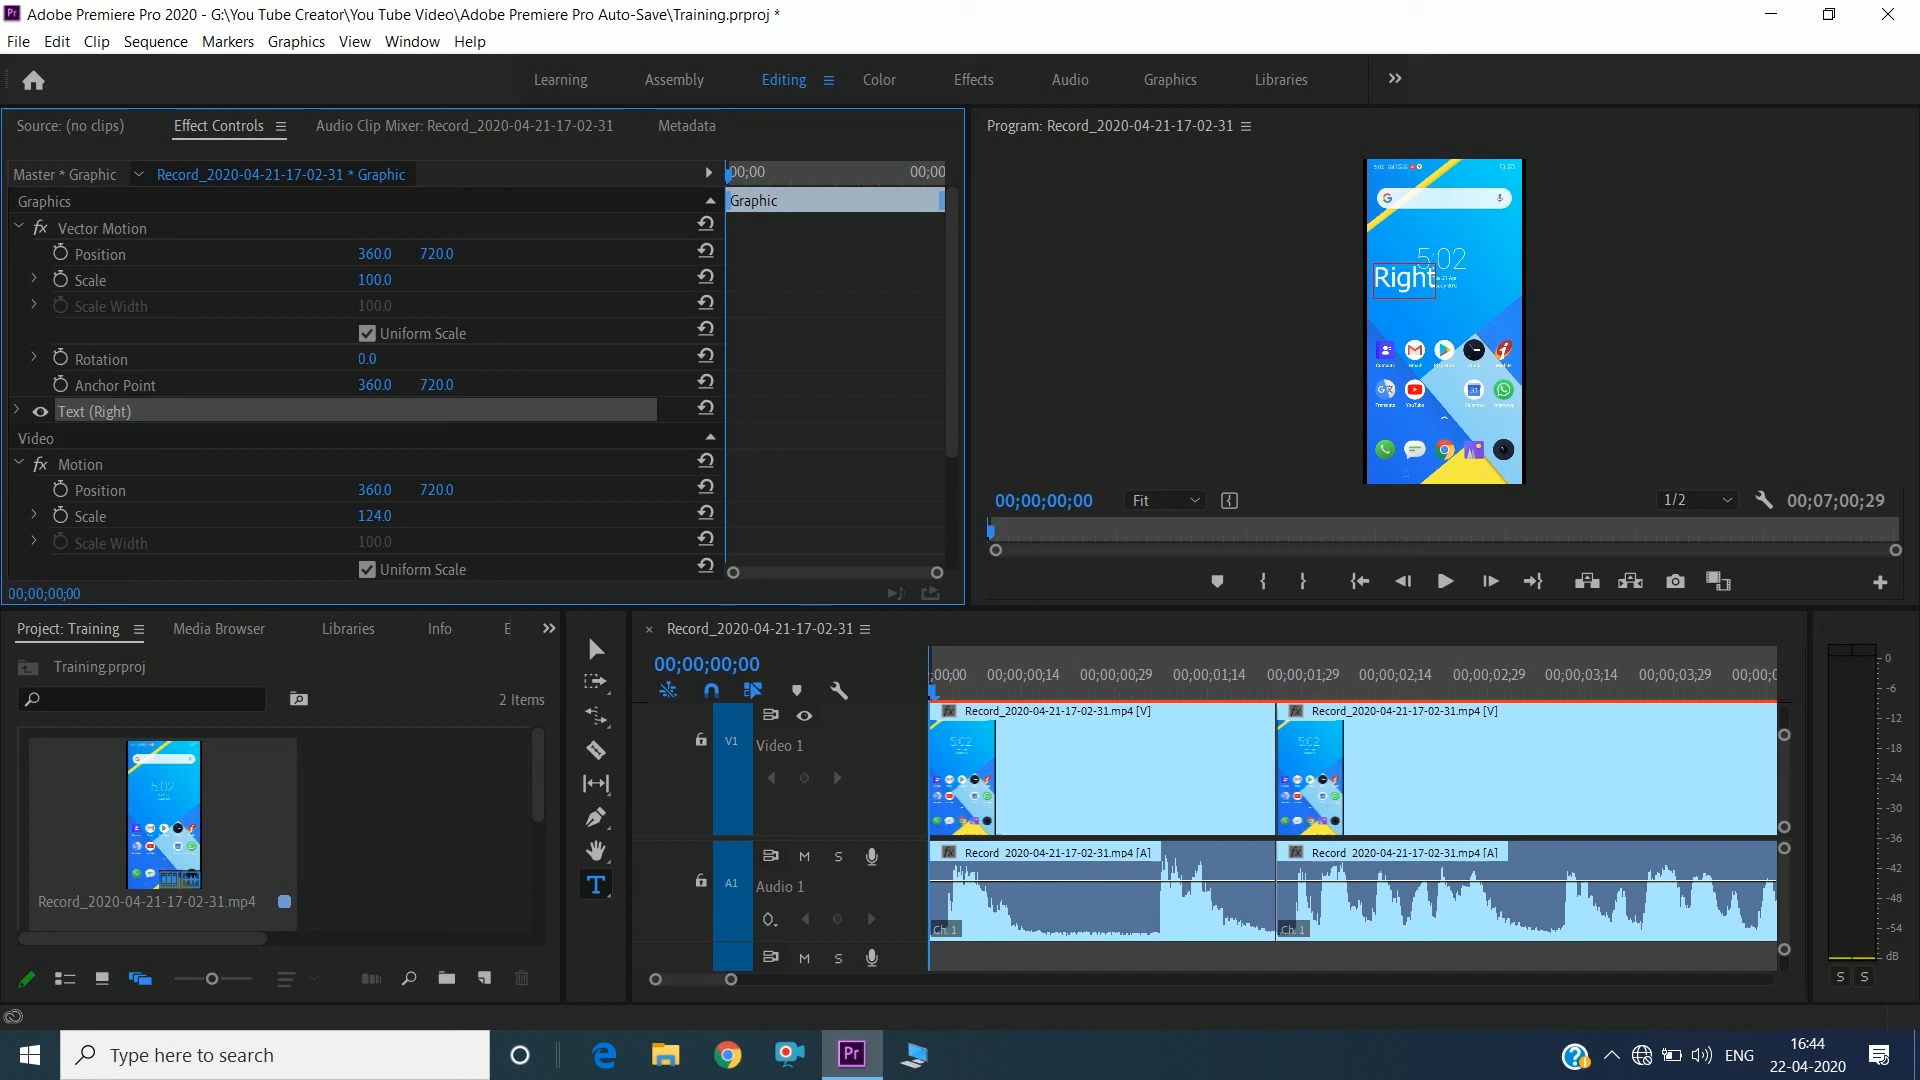 Adobe Premiere Pro 2020 - G:\You Tube Creator\You Tube Video\Adobe Premiere Pro Auto-Save\Training.prproj *
File Edit Clip Sequence Markers Graphics View Window Help
Learning Assembly Editing Color Effects Audio Graphics Libraries
Source: (no clips) Effect Controls Audio Clip Mixer: Record_2020-04-21-17-02-31 Metadata
Program: Record_2020-04-21-17-02-31
Master * Graphic Record_2020-04-21-17-02-31 * Graphic
;00;00 00;00
Graphics
Graphic
fx Vector Motion
Position 360.0 720.0
Scale 100.0
Scale Width 100.0
Uniform Scale
Rotation 0.0
Anchor Point 360.0 720.0
Text (Right)
Video
fx Motion
Position 360.0 720.0
Scale 124.0
Scale Width 100.0
Uniform Scale
00;00;00;00
5:02
Right
00;00;00;00 Fit 1/2 00;07;00;29
Project: Training Media Browser Libraries Info E
Training.prproj
2 Items
Record_2020-04-21-17-02-31.mp4
Record_2020-04-21-17-02-31
00;00;00;00
;00;00 00;00;00;14 00;00;00;29 00;00;01;14 00;00;01;29 00;00;02;14 00;00;02;29 00;00;03;14 00;00;03;29 00;00;0
fx Record_2020-04-21-17-02-31.mp4 [V] fx Record_2020-04-21-17-02-31.mp4 [V]
V1 Video 1
fx Record_2020-04-21-17-02-31.mp4 [A] fx Record_2020-04-21-17-02-31.mp4 [A]
M S
A1 Audio 1
Ch. 1 Ch. 1
M S
0
-6
-12
-18
-24
-30
-36
-42
-48
-54
dB
S S
Type here to search
Pr
ENG
16:44
22-04-2020